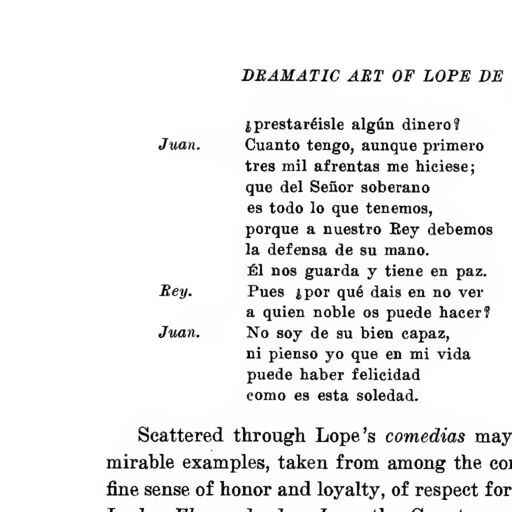 DRAMATIC ART OF LOPE DE
¿prestaréisle algún dinero?
Juan. Cuanto tengo, aunque primero
tres mil afrentas me hiciese;
que del Señor soberano
es todo lo que tenemos,
porque a nuestro Rey debemos
la defensa de su mano.
Él nos guarda y tiene en paz.
Rey. Pues ¿por qué dais en no ver
a quien noble os puede hacer?
Juan. No soy de su bien capaz,
ni pienso yo que en mi vida
puede haber felicidad
como es esta soledad.
Scattered through Lope's comedias may
mirable examples, taken from among the
fine sense of honor and loyalty, of respect for